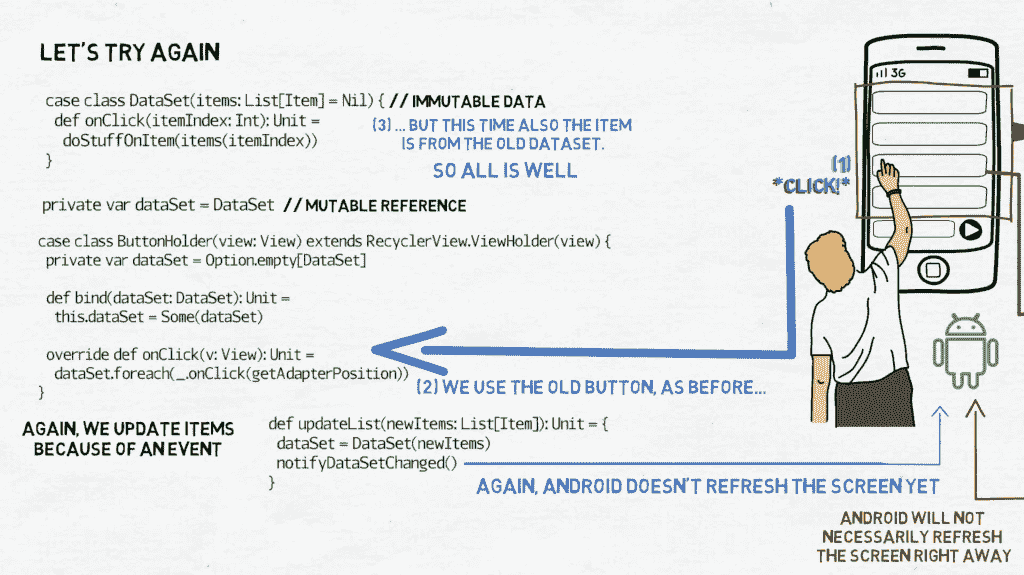 LET'S TRY AGAIN
case class DataSet(items: List[Item] = Nil) { // IMMUTABLE DATA
def onClick(itemIndex: Int): Unit =
doStuffOnItem(items(itemIndex))
}
(3) ... BUT THIS TIME ALSO THE ITEM
IS FROM THE OLD DATASET.
SO ALL IS WELL
private var dataSet = DataSet // MUTABLE REFERENCE
case class ButtonHolder(view: View) extends RecyclerView.ViewHolder(view) {
private var dataSet = Option.empty[DataSet]
def bind(dataSet: DataSet): Unit =
this.dataSet = Some(dataSet)
override def onClick(v: View): Unit =
dataSet.foreach(_.onClick(getAdapterPosition))
}
3G
(1)
*CLICK!*
(2) WE USE THE OLD BUTTON, AS BEFORE...
AGAIN, WE UPDATE ITEMS
BECAUSE OF AN EVENT
def updateList(newItems: List[Item]): Unit = {
dataSet = DataSet(newItems)
notifyDataSetChanged()
}
AGAIN, ANDROID DOESN'T REFRESH THE SCREEN YET
ANDROID WILL NOT
NECESSARILY REFRESH
THE SCREEN RIGHT AWAY